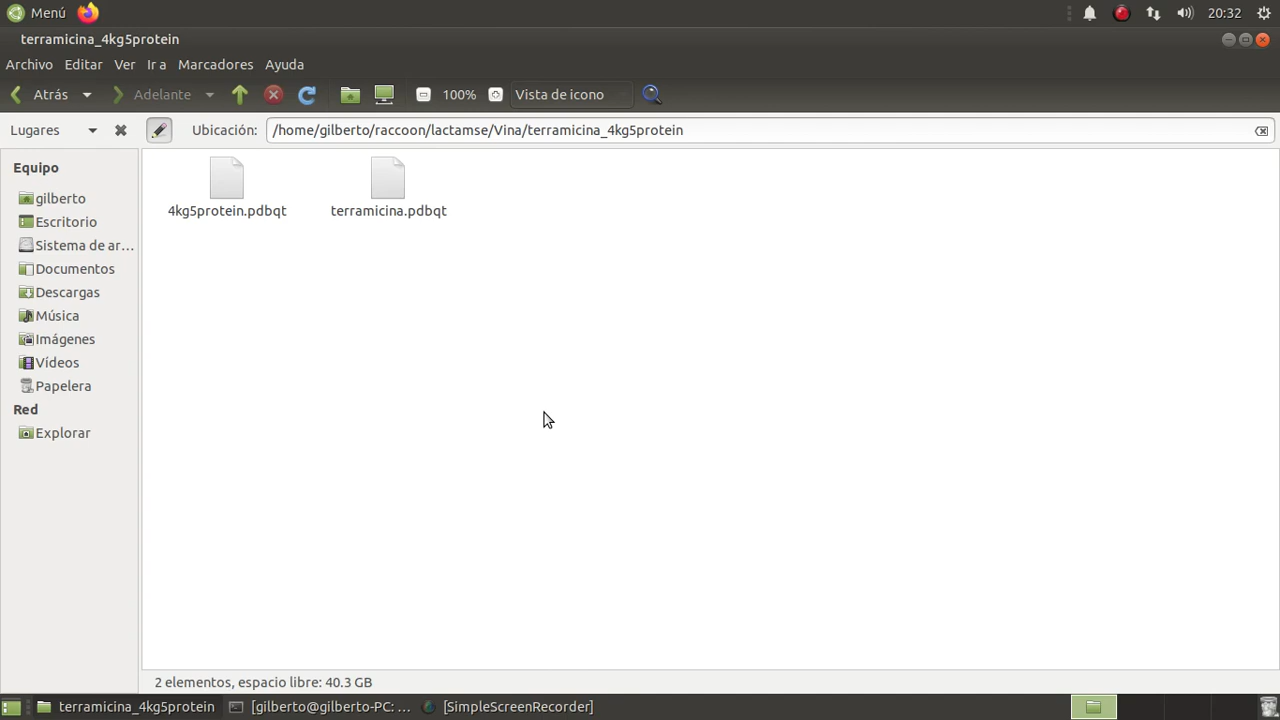 Menú 20:32
terramicina_4kg5protein
Archivo Editar Ver Ir a Marcadores Ayuda
Atrás Adelante 100% Vista de icono
Lugares Ubicación: /home/gilberto/raccoon/lactamse/Vina/terramicina_4kg5protein
Equipo
gilberto
Escritorio
Sistema de ar...
Documentos
Descargas
Música
Imágenes
Vídeos
Papelera
Red
Explorar
4kg5protein.pdbqt terramicina.pdbqt
2 elementos, espacio libre: 40.3 GB
terramicina_4kg5protein [gilberto@gilberto-PC: ... [SimpleScreenRecorder]